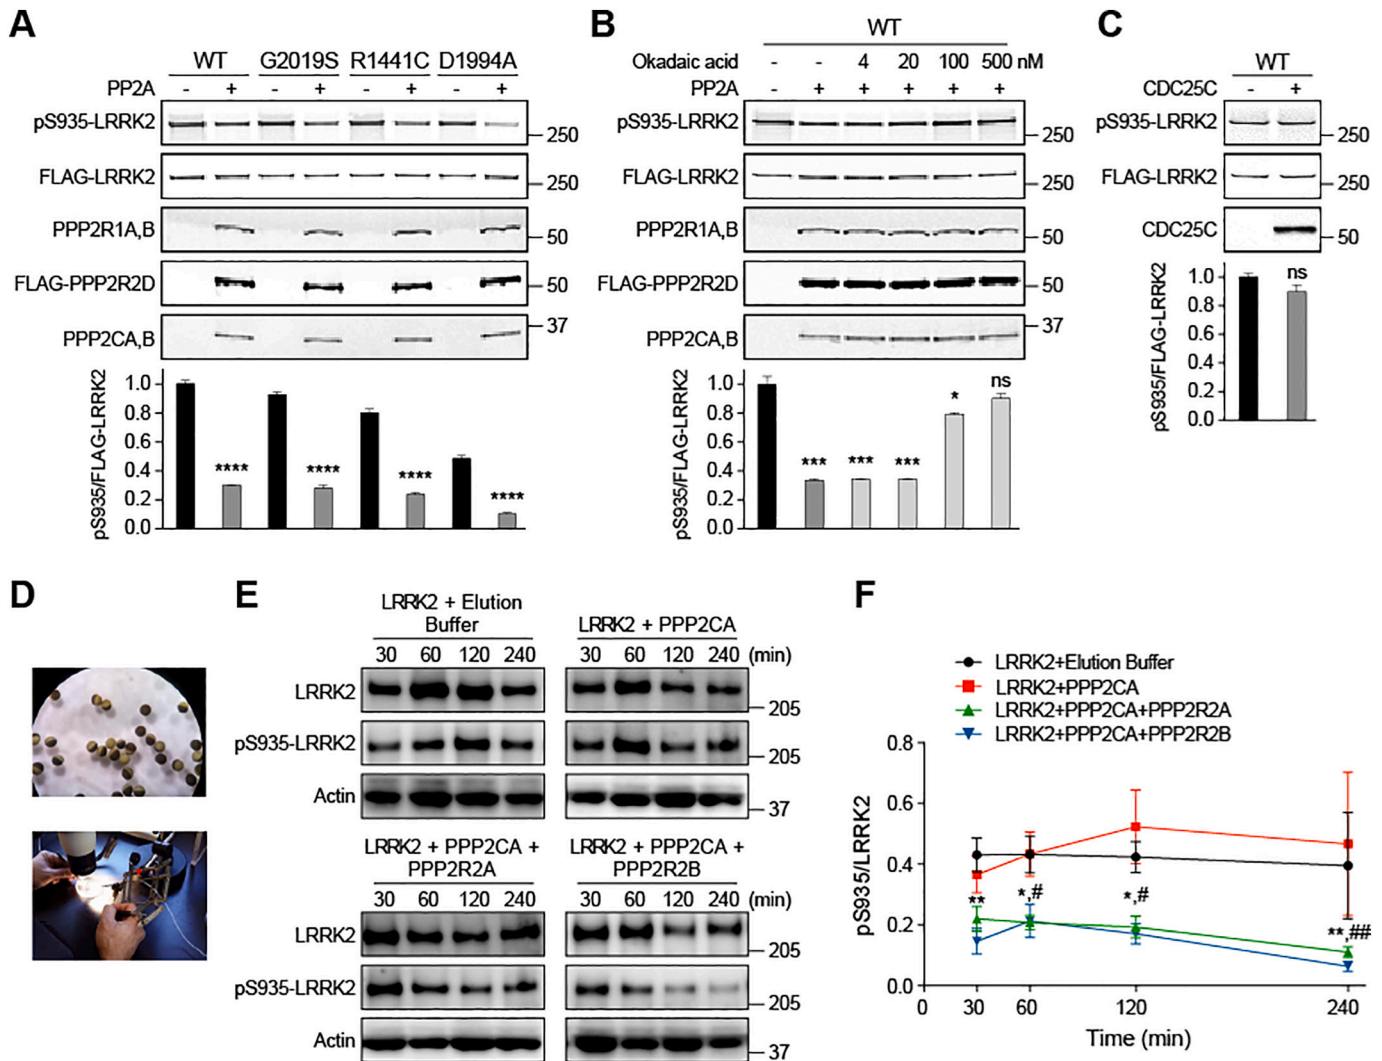 A
WT G2019S R1441C D1994A
PP2A - + - + - + - +
pS935-LRRK2
250
FLAG-LRRK2
250
PPP2R1A,B
50
FLAG-PPP2R2D
50
37
PPP2CA,B
pS935/FLAG-LRRK2
1.0
0.8
0.6
0.4
0.2
0.0
**** **** **** ****
B
WT
Okadaic acid - - 4 20 100 500 nM
PP2A - + + + + +
pS935-LRRK2
250
FLAG-LRRK2
250
PPP2R1A,B
50
FLAG-PPP2R2D
50
37
PPP2CA,B
pS935/FLAG-LRRK2
1.0
0.8
0.6
0.4
0.2
0.0
*** *** *** * ns
C
WT
CDC25C - +
pS935-LRRK2
250
FLAG-LRRK2
250
CDC25C
50
pS935/FLAG-LRRK2
1.0
0.8
0.6
0.4
0.2
0.0
ns
D
E
LRRK2 + Elution
Buffer
30 60 120 240
LRRK2 + PPP2CA
30 60 120 240 (min)
LRRK2
205
pS935-LRRK2
205
Actin
37
LRRK2 + PPP2CA +
PPP2R2A
30 60 120 240
LRRK2 + PPP2CA +
PPP2R2B
30 60 120 240 (min)
LRRK2
205
pS935-LRRK2
205
Actin
37
F
LRRK2+Elution Buffer
LRRK2+PPP2CA
LRRK2+PPP2CA+PPP2R2A
LRRK2+PPP2CA+PPP2R2B
pS935/LRRK2
0.8
0.6
0.4
0.2
0.0
** *,# *,# **,##
0 30 60 120 240
Time (min)